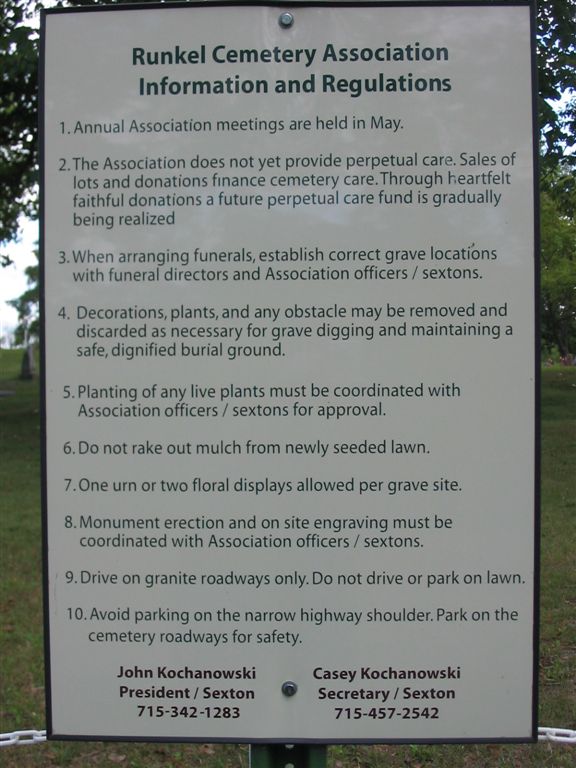 Runkel Cemetery Association
Information and Regulations
1. Annual Association meetings are held in May.
2. The Association does not yet provide perpetual care. Sales of
lots and donations finance cemetery care. Through heartfelt
faithful donations a future perpetual care fund is gradually
being realized
3. When arranging funerals, establish correct grave locations
with funeral directors and Association officers / sextons.
4. Decorations, plants, and any obstacle may be removed and
discarded as necessary for grave digging and maintaining a
safe, dignified burial ground.
5. Planting of any live plants must be coordinated with
Association officers / sextons for approval.
6. Do not rake out mulch from newly seeded lawn.
7. One urn or two floral displays allowed per grave site.
8. Monument erection and on site engraving must be
coordinated with Association officers / sextons.
9. Drive on granite roadways only. Do not drive or park on lawn.
10. Avoid parking on the narrow highway shoulder. Park on the
cemetery roadways for safety.
John Kochanowski
President / Sexton
715-342-1283
Casey Kochanowski
Secretary / Sexton
715-457-2542